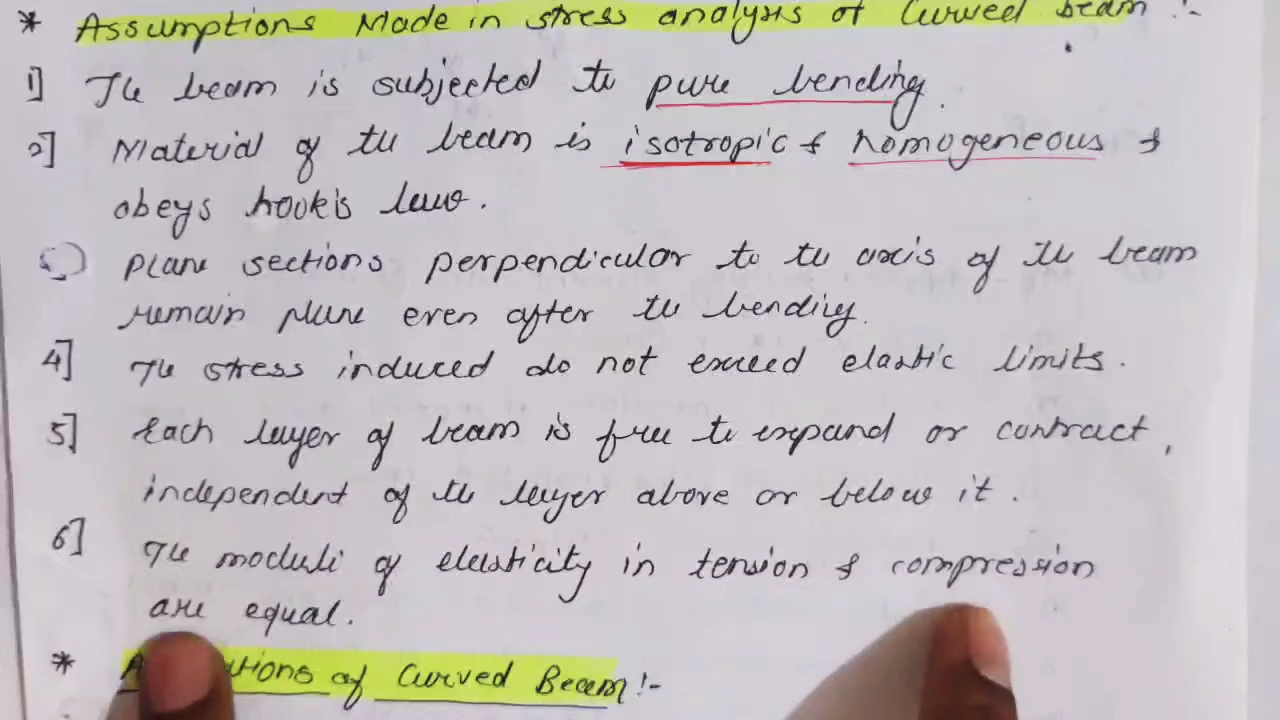 * Assumptions Made in stress analysis of Curved beam :-
1] The beam is subjected to pure bending.
2] Material of the beam is isotropic & homogeneous &
obeys hook's law.
plane sections perpendicular to the axis of the beam
remain plane even after the bending.
4] The stress induced do not exceed elastic limits.
5] Each layer of beam is free to expand or contract,
independent of the layer above or below it.
6] The moduli of elasticity in tension & compression
are equal.
* of Curved Beam :-